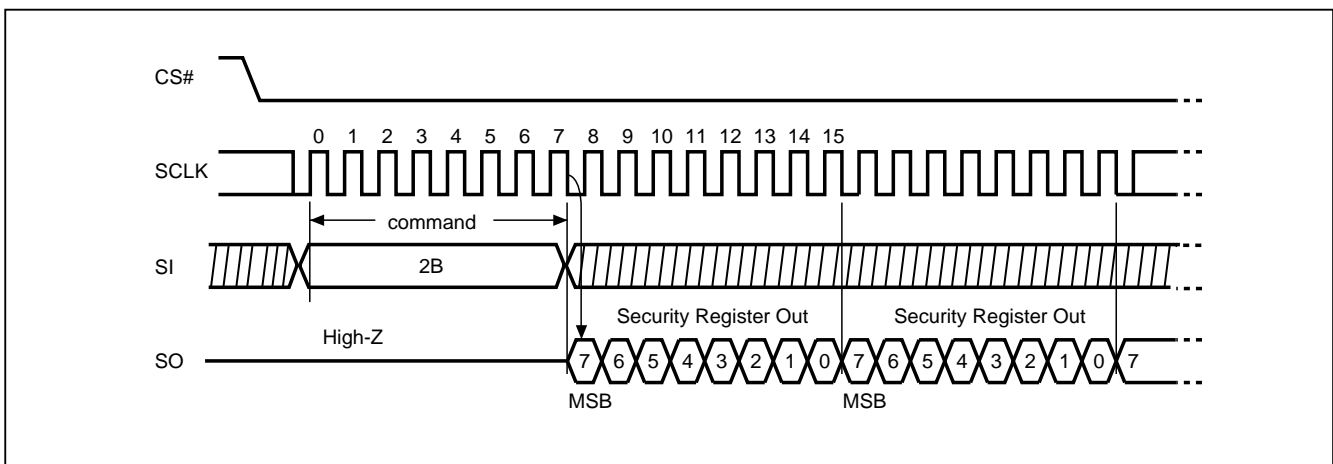 CS#
0 1 2 3 4 5 6 7 8 9 10 11 12 13 14 15
SCLK
command
SI
2B
Security Register Out Security Register Out
High-Z
SO
7 6 5 4 3 2 1 0 7 6 5 4 3 2 1 0 7
MSB MSB